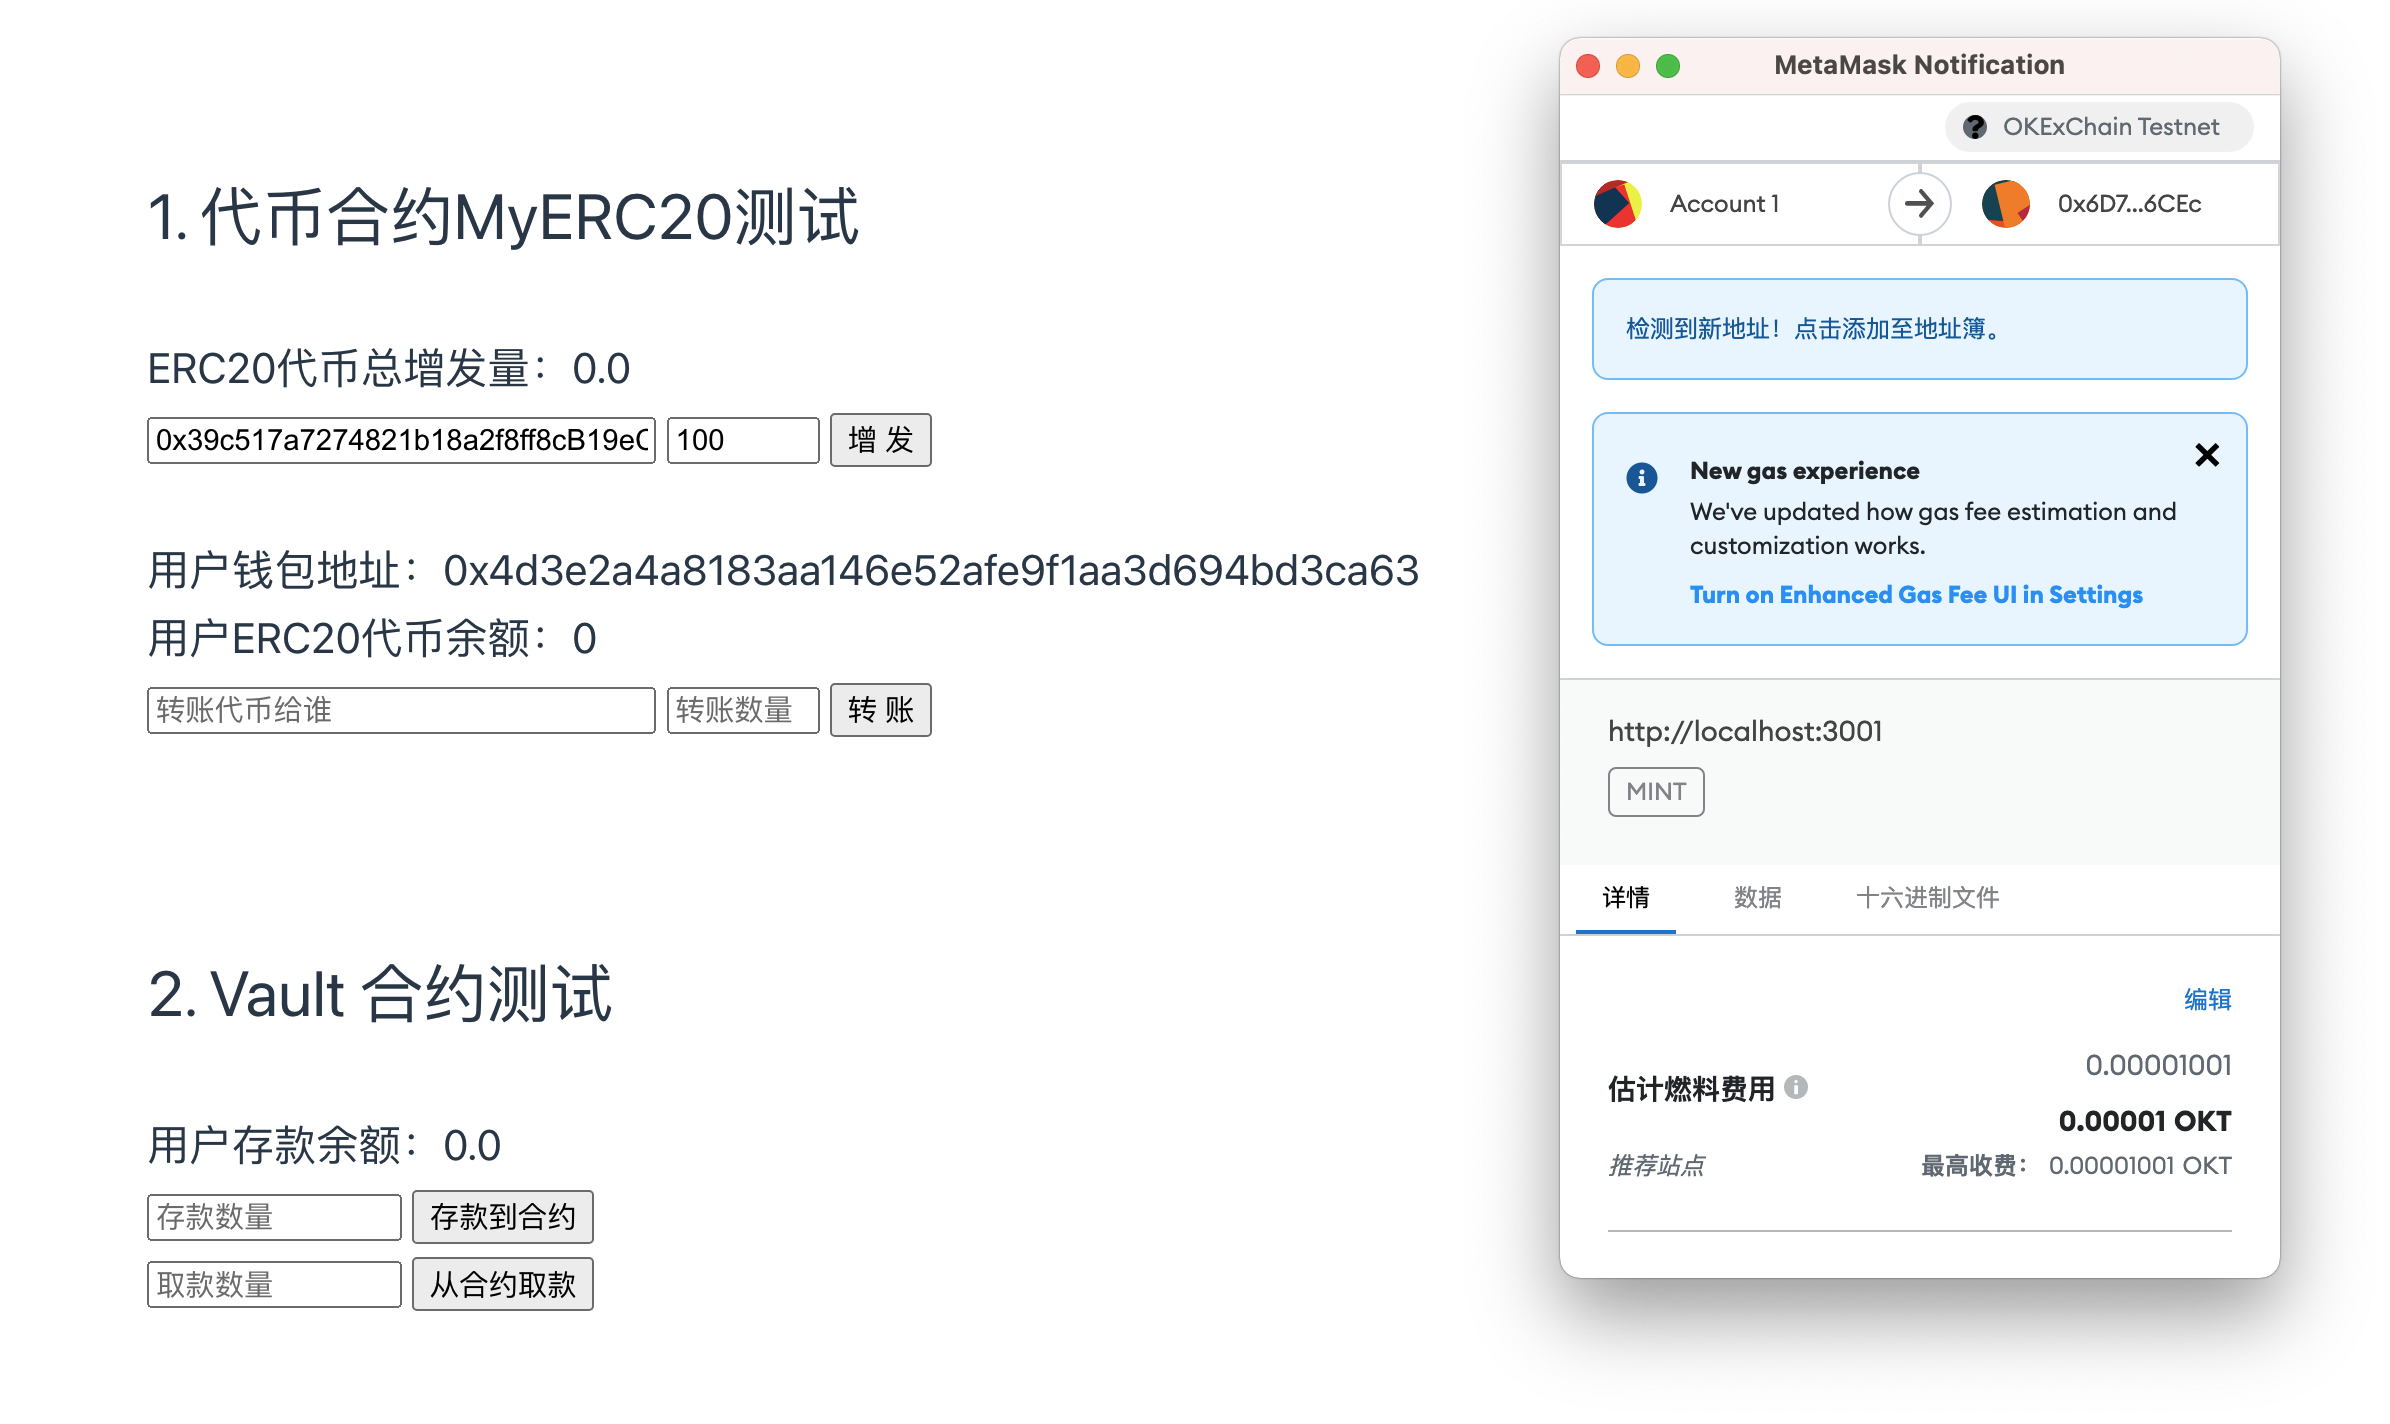 1. 代币合约MyERC20测试
ERC20代币总增发量：0.0
0x39c517a7274821b18a2f8ff8cB19eC 100 增 发
用户钱包地址：0x4d3e2a4a8183aa146e52afe9f1aa3d694bd3ca63
用户ERC20代币余额：0
转账代币给谁 转账数量 转 账
2. Vault 合约测试
用户存款余额：0.0
存款数量 存款到合约
取款数量 从合约取款
MetaMask Notification
OKExChain Testnet
Account 1 0x6D7...6CEc
检测到新地址！点击添加至地址簿。
New gas experience
We've updated how gas fee estimation and
customization works.
Turn on Enhanced Gas Fee UI in Settings
http://localhost:3001
MINT
详情 数据 十六进制文件
编辑
0.00001001
估计燃料费用
0.00001 OKT
推荐站点 最高收费： 0.00001001 OKT